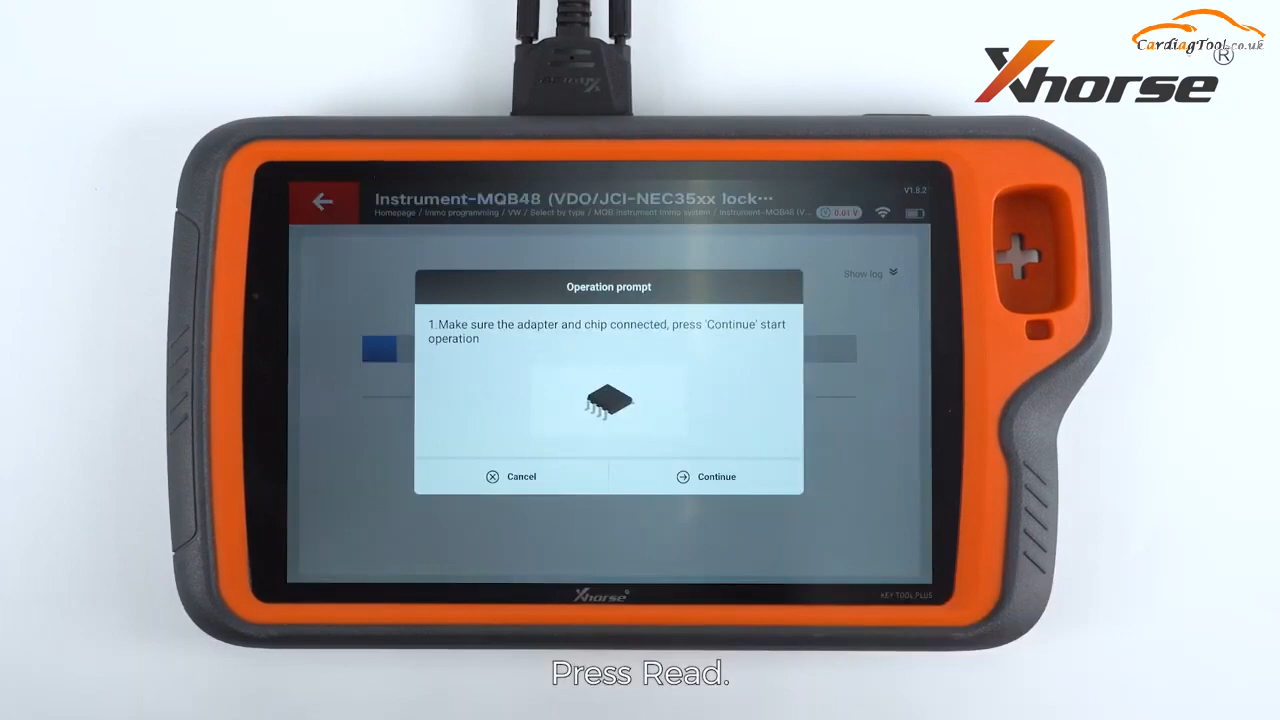 CardiagTool.co.uk
Xhorse®
Xhorse
Instrument-MQB48 (VDO/JCI-NEC35xx lock···
V1.8.2
Homepage / Immo programming / VW / Select by type / MQB Instrument Immo system / Instrument-MQB48 (V...
0.01 V
Show log
Operation prompt
1.Make sure the adapter and chip connected, press 'Continue' start
operation
Cancel
Continue
Xhorse®
KEY TOOL PLUS
Press Read.